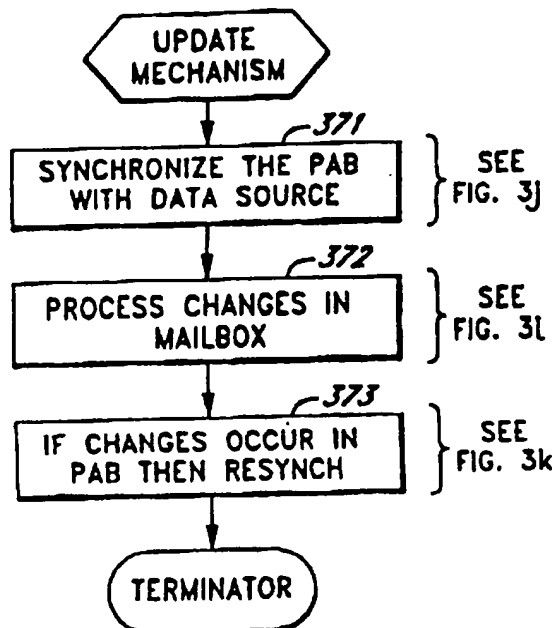 UPDATE
MECHANISM
371
SYNCHRONIZE THE PAB
WITH DATA SOURCE
SEE
FIG. 3j
372
PROCESS CHANGES IN
MAILBOX
SEE
FIG. 3l
373
IF CHANGES OCCUR IN
PAB THEN RESYNCH
SEE
FIG. 3k
TERMINATOR